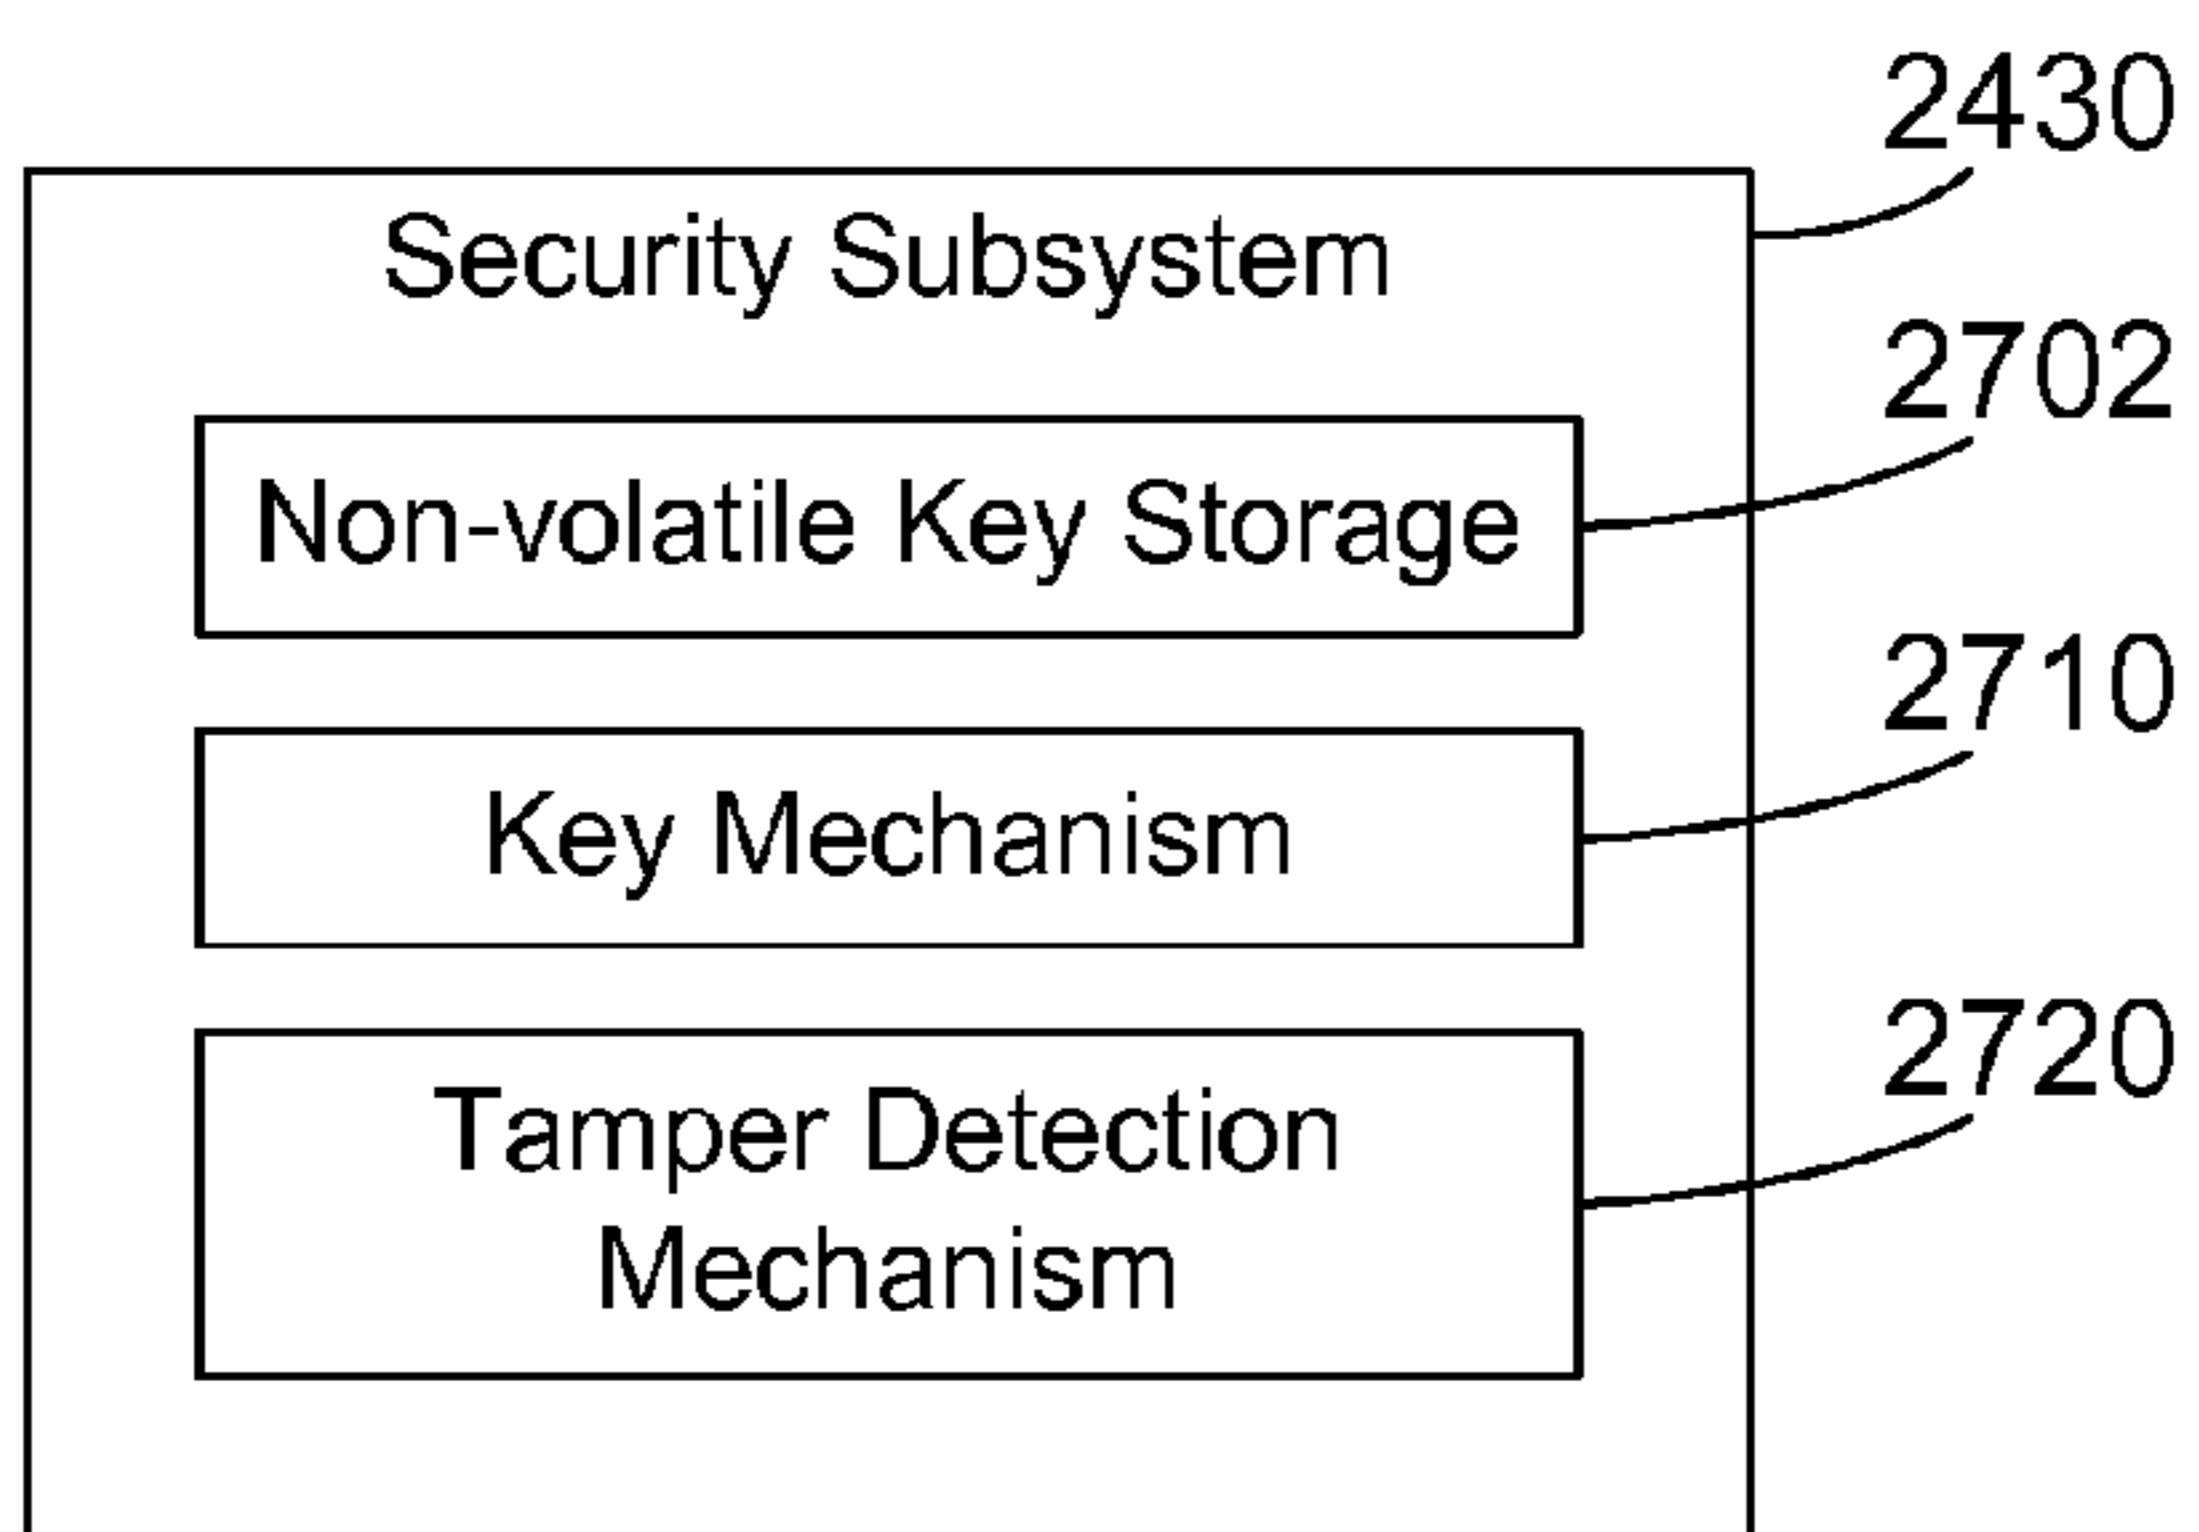 2430
Security Subsystem
2702
Non-volatile Key Storage
2710
Key Mechanism
2720
Tamper Detection
Mechanism